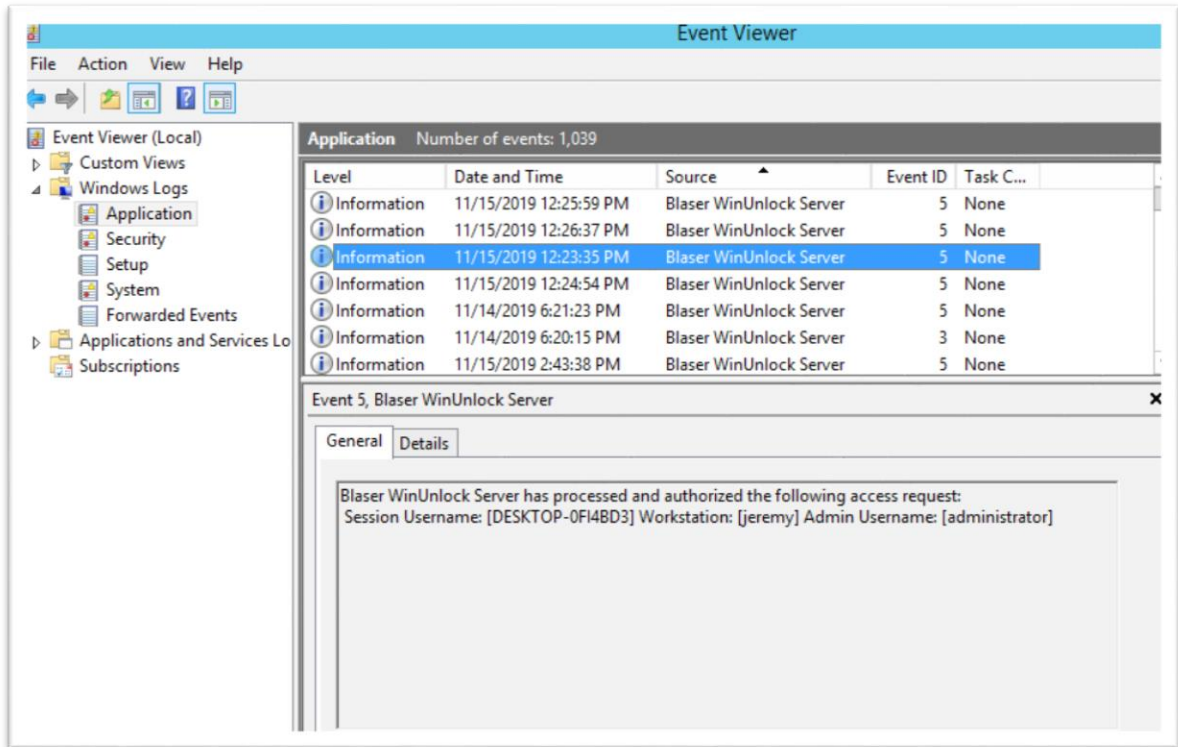 Event Viewer
File Action View Help
Event Viewer (Local)
Custom Views
Windows Logs
Application
Security
Setup
System
Forwarded Events
Applications and Services Lo
Subscriptions
Application Number of events: 1,039
Level Date and Time Source Event ID Task C...
Information 11/15/2019 12:25:59 PM Blaser WinUnlock Server 5 None
Information 11/15/2019 12:26:37 PM Blaser WinUnlock Server 5 None
Information 11/15/2019 12:23:35 PM Blaser WinUnlock Server 5 None
Information 11/15/2019 12:24:54 PM Blaser WinUnlock Server 5 None
Information 11/14/2019 6:21:23 PM Blaser WinUnlock Server 5 None
Information 11/14/2019 6:20:15 PM Blaser WinUnlock Server 3 None
Information 11/15/2019 2:43:38 PM Blaser WinUnlock Server 5 None
Event 5, Blaser WinUnlock Server
General Details
Blaser WinUnlock Server has processed and authorized the following access request:
Session Username: [DESKTOP-0FI4BD3] Workstation: [jeremy] Admin Username: [administrator]